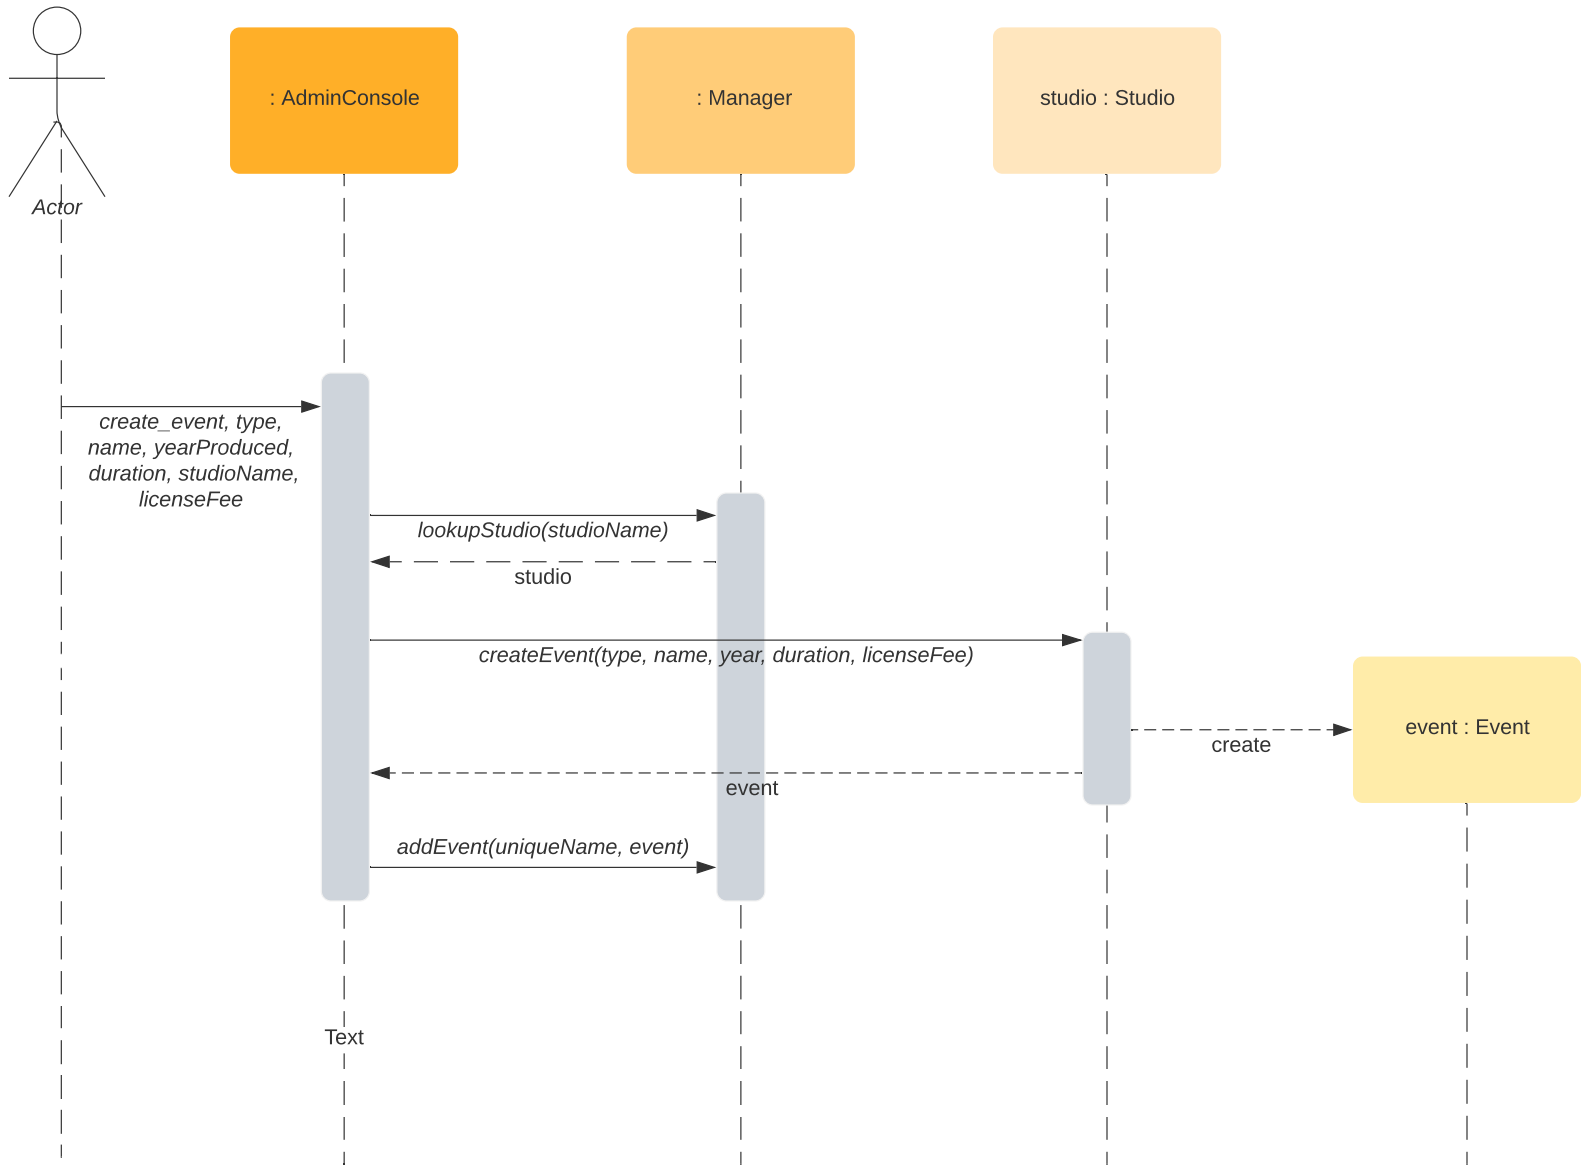 : AdminConsole
: Manager
studio : Studio
Actor
create_event, type,
name, yearProduced,
duration, studioName,
licenseFee
lookupStudio(studioName)
studio
createEvent(type, name, year, duration, licenseFee)
event : Event
create
event
addEvent(uniqueName, event)
Text